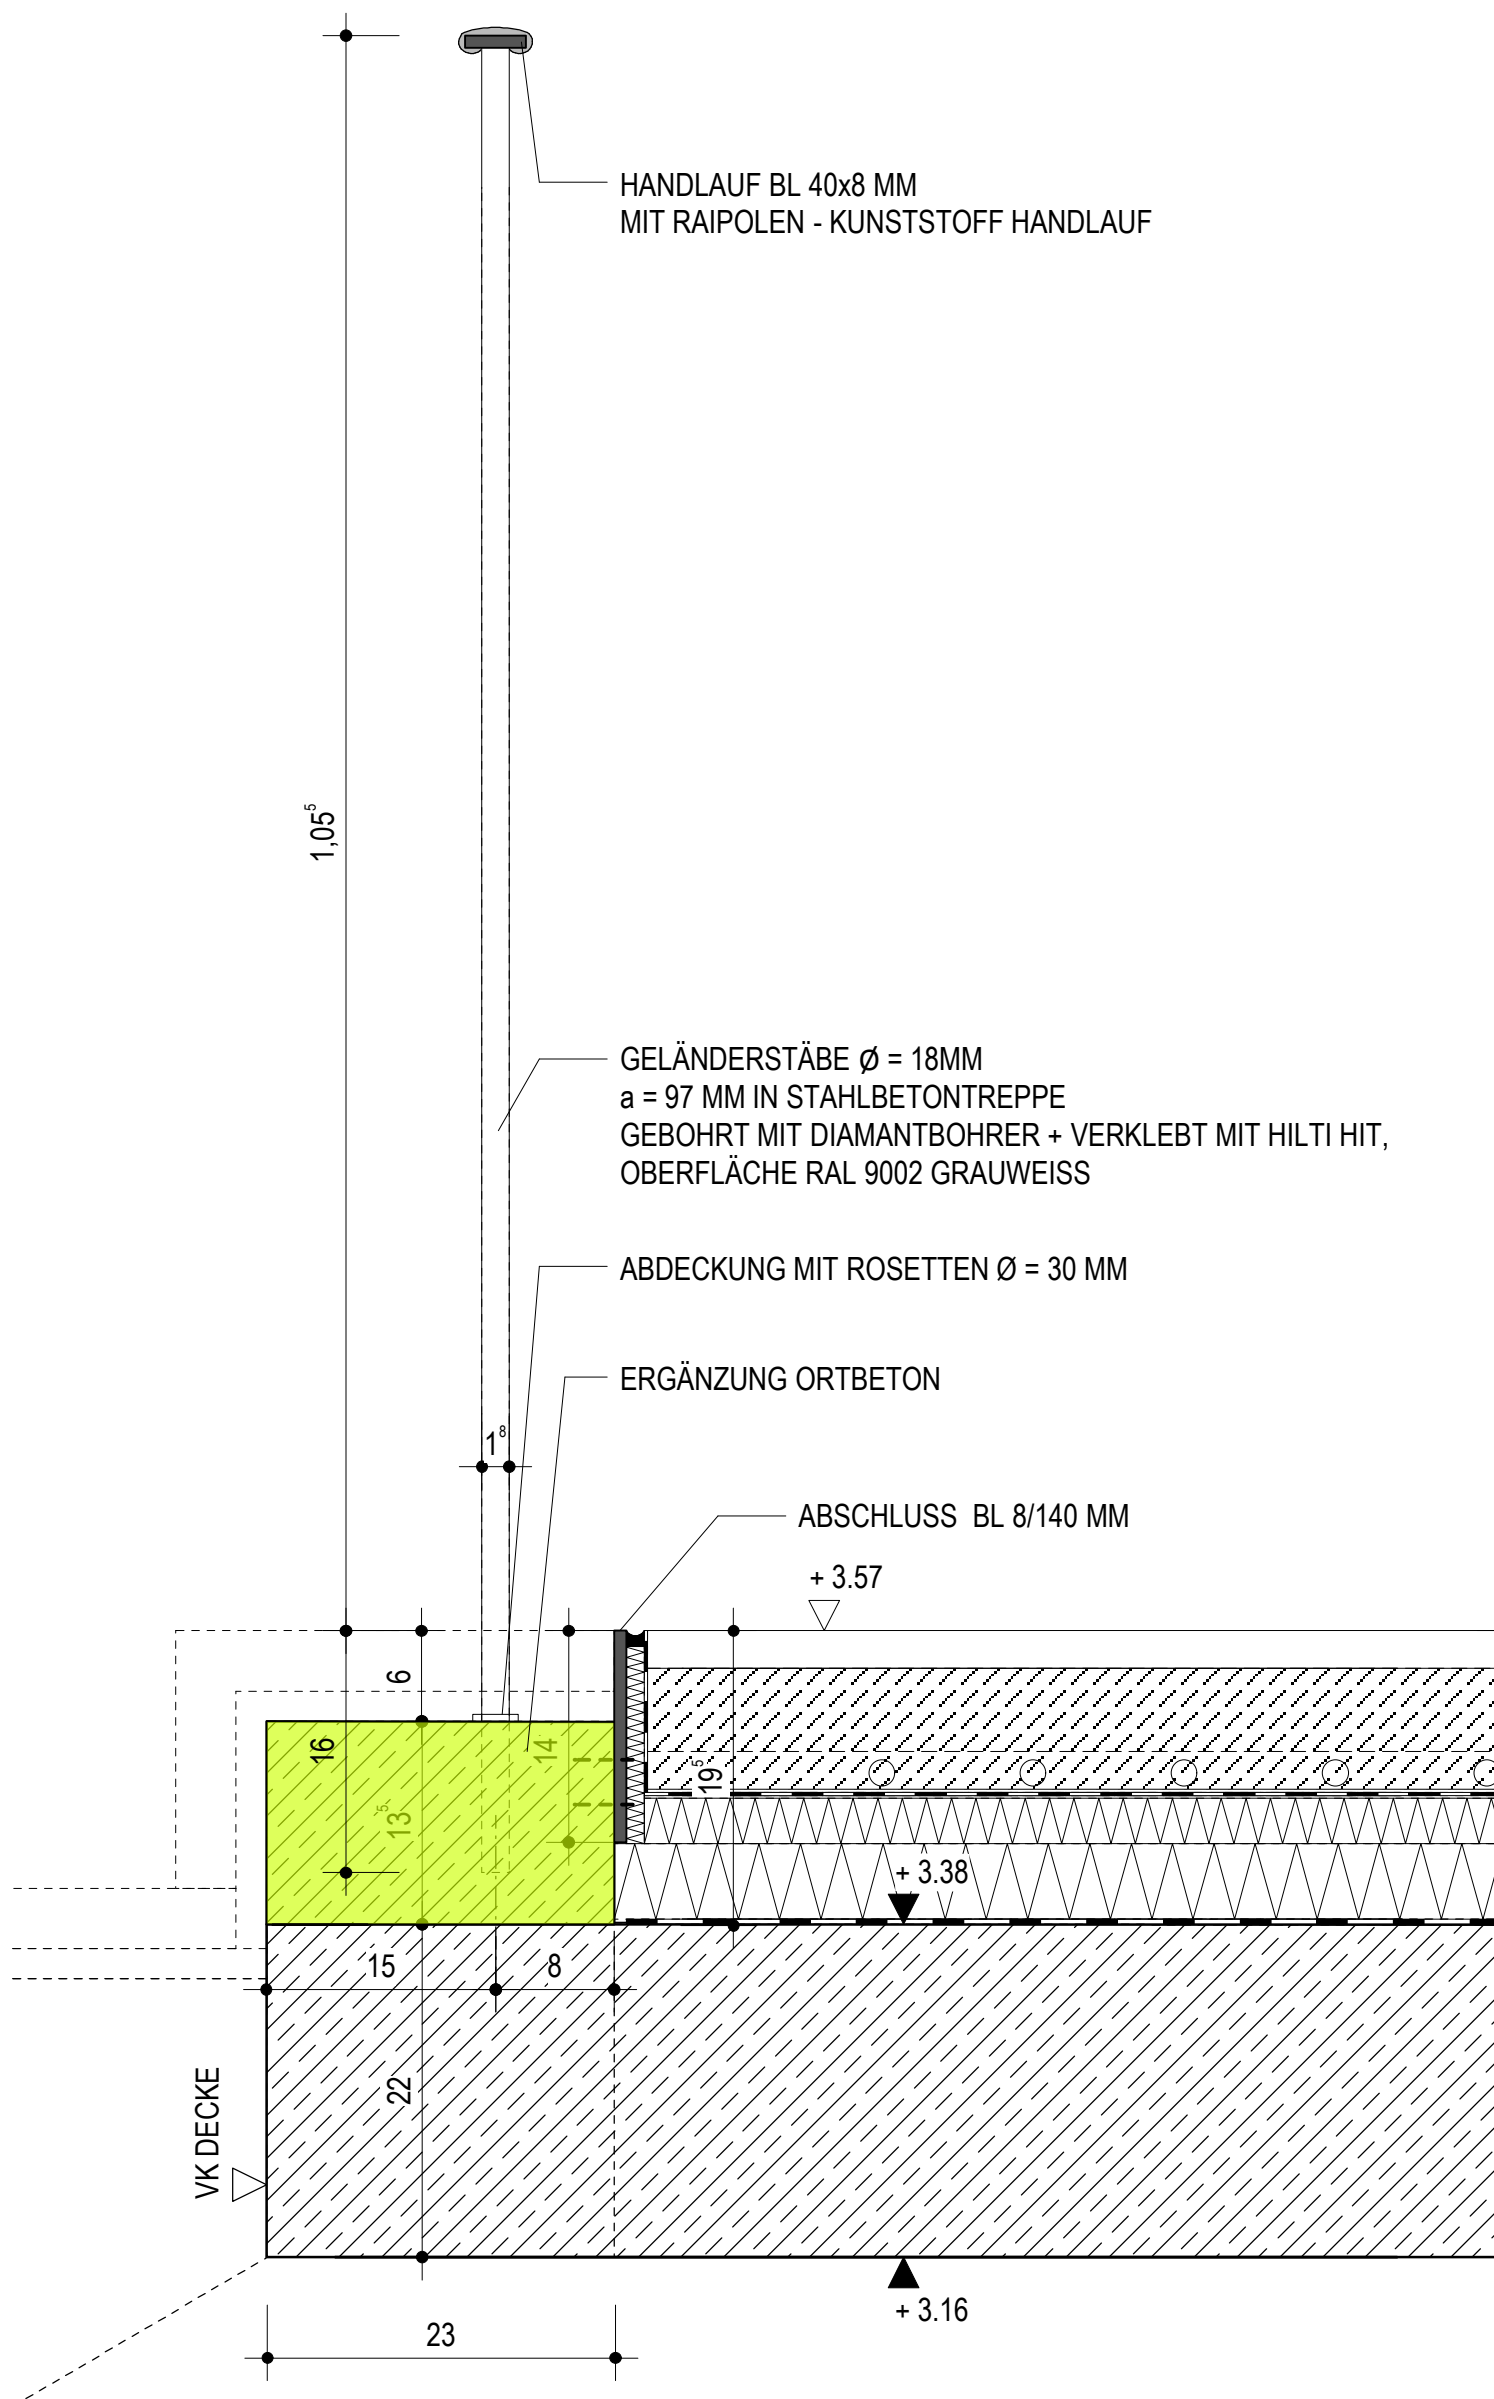 HANDLAUF BL 40x8 MM
MIT RAIPOLEN - KUNSTSTOFF HANDLAUF
1,05⁵
GELÄNDERSTÄBE Ø = 18MM
a = 97 MM IN STAHLBETONTREPPE
GEBOHRT MIT DIAMANTBOHRER + VERKLEBT MIT HILTI HIT,
OBERFLÄCHE RAL 9002 GRAUWEISS
ABDECKUNG MIT ROSETTEN Ø = 30 MM
ERGÄNZUNG ORTBETON
1⁸
ABSCHLUSS BL 8/140 MM
+ 3.57
6
16
14
19⁵
13⁵
+ 3.38
15
8
22
VK DECKE
+ 3.16
23